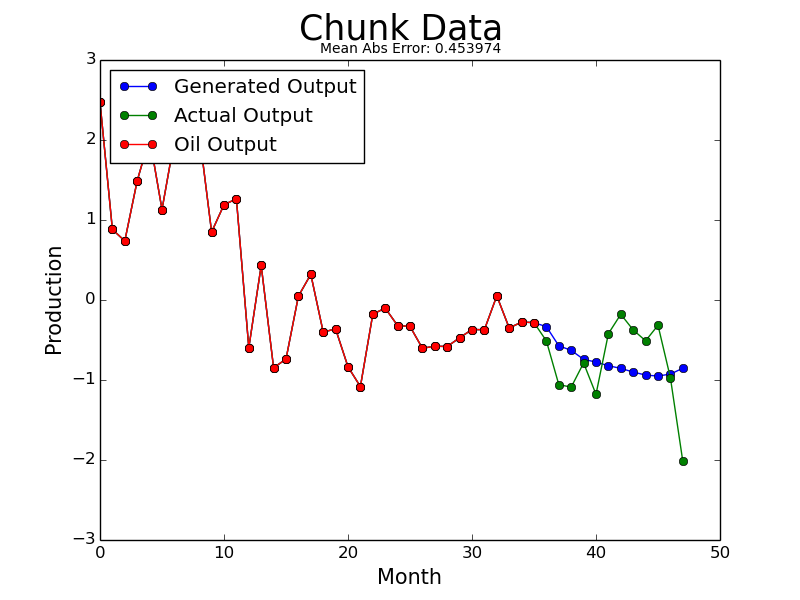 Chunk Data
Mean Abs Error: 0.453974
Generated Output
Actual Output
Oil Output
3
2
1
0
−1
−2
−3
Production
0 10 20 30 40 50
Month